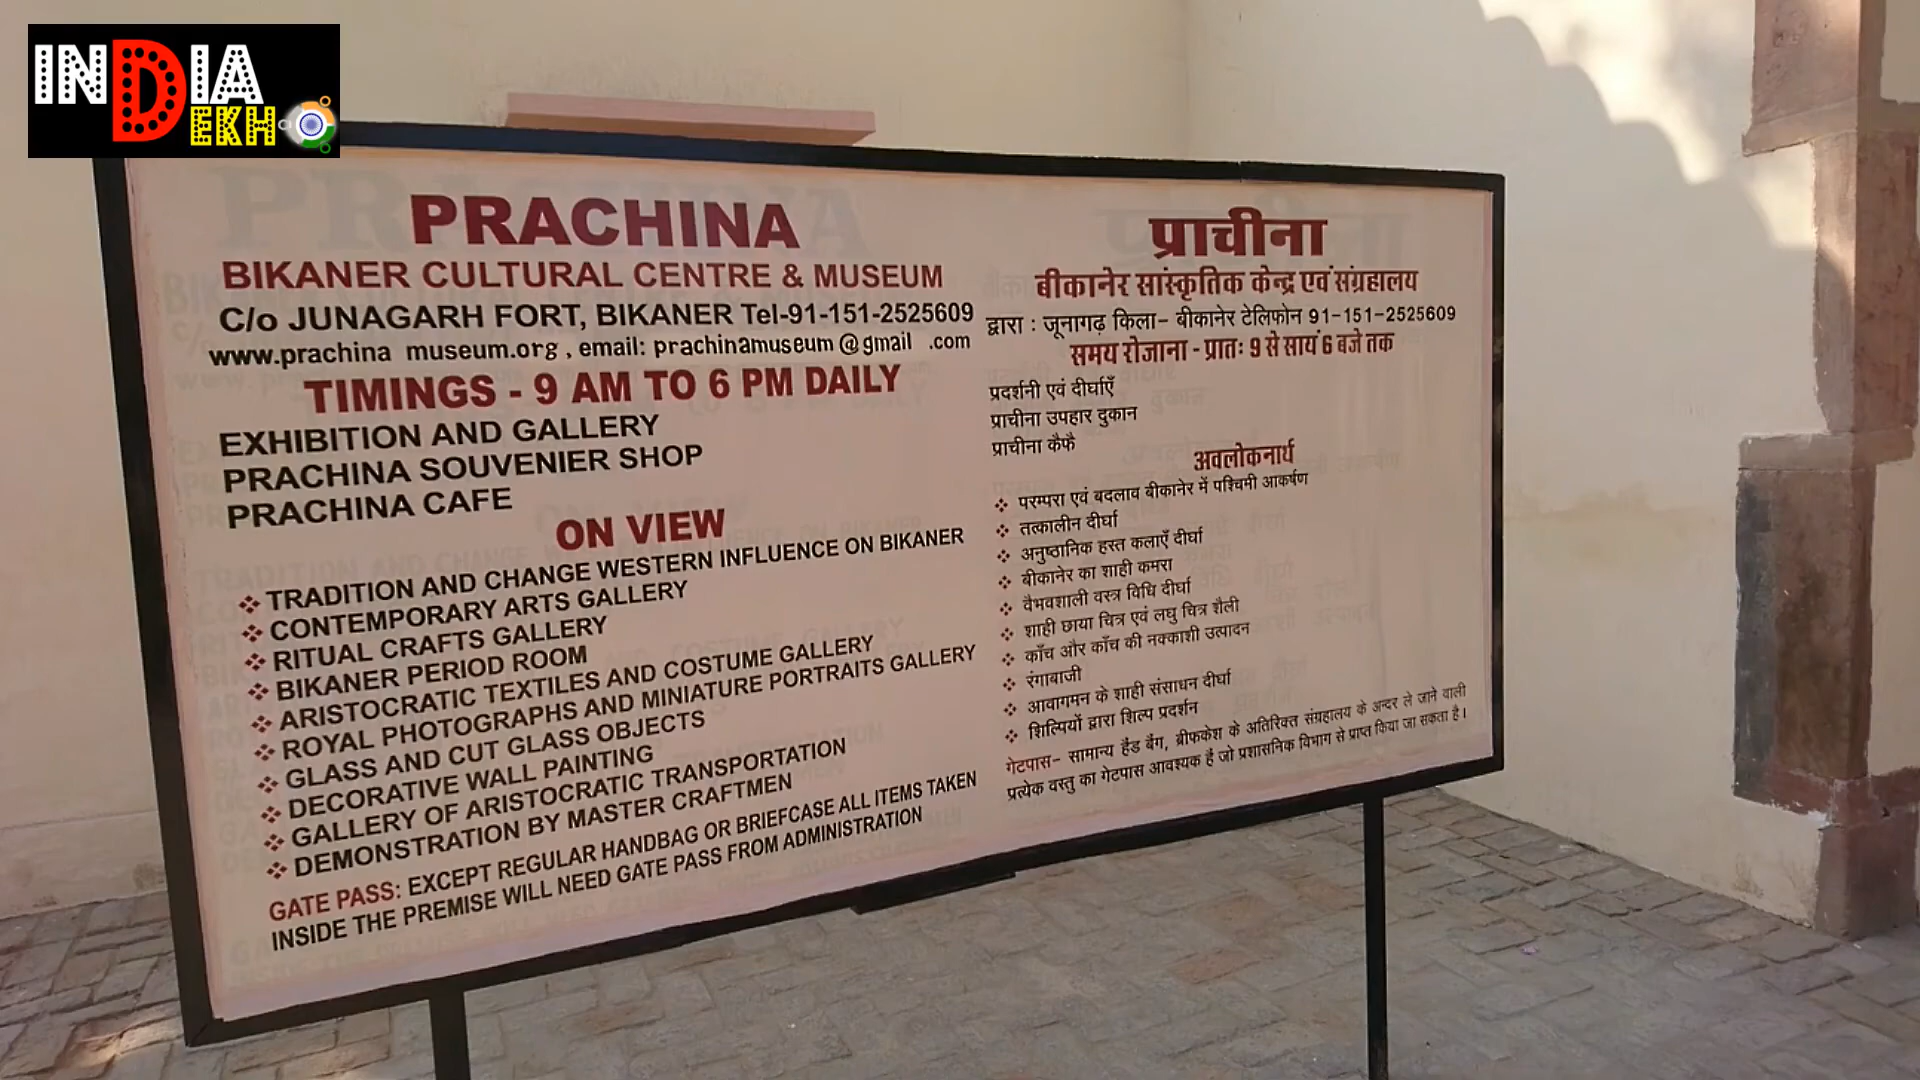 INDIA
DEKHO
PRACHINA
BIKANER CULTURAL CENTRE & MUSEUM
C/o JUNAGARH FORT, BIKANER Tel-91-151-2525609
www.prachina museum.org, email: prachinamuseum@gmail .com
TIMINGS - 9 AM TO 6 PM DAILY
EXHIBITION AND GALLERY
PRACHINA SOUVENIER SHOP
PRACHINA CAFE
ON VIEW
❖ TRADITION AND CHANGE WESTERN INFLUENCE ON BIKANER
❖ CONTEMPORARY ARTS GALLERY
❖ RITUAL CRAFTS GALLERY
❖ BIKANER PERIOD ROOM
❖ ARISTOCRATIC TEXTILES AND COSTUME GALLERY
❖ ROYAL PHOTOGRAPHS AND MINIATURE PORTRAITS GALLERY
❖ GLASS AND CUT GLASS OBJECTS
❖ DECORATIVE WALL PAINTING
❖ GALLERY OF ARISTOCRATIC TRANSPORTATION
❖ DEMONSTRATION BY MASTER CRAFTMEN
GATE PASS: EXCEPT REGULAR HANDBAG OR BRIEFCASE ALL ITEMS TAKEN
INSIDE THE PREMISE WILL NEED GATE PASS FROM ADMINISTRATION
प्राचीना
बीकानेर सांस्कृतिक केन्द्र एवं संग्रहालय
द्वारा : जूनागढ़ किला- बीकानेर टेलिफोन 91-151-2525609
समय रोजाना - प्रातः 9 से सायं 6 बजे तक
प्रदर्शनी एवं दीर्घाएँ
प्राचीना उपहार दुकान
प्राचीना कैफै
अवलोकनार्थ
❖ परम्परा एवं बदलाव बीकानेर में पश्चिमी आकर्षण
❖ तत्कालीन दीर्घा
❖ अनुष्ठानिक हस्त कलाएँ दीर्घा
❖ बीकानेर का शाही कमरा
❖ वैभवशाली वस्त्र विधि दीर्घा
❖ शाही छाया चित्र एवं लघु चित्र शैली
❖ काँच और काँच की नक्काशी उत्पादन
❖ रंगाबाजी
❖ आवागमन के शाही संसाधन दीर्घा
❖ शिल्पियों द्वारा शिल्प प्रदर्शन
गेटपास- सामान्य हैड बैग, ब्रीफकेश के अतिरिक्त संग्रहालय के अन्दर ले जाने वाली
प्रत्येक वस्तु का गेटपास आवश्यक है जो प्रशासनिक विभाग से प्राप्त किया जा सकता है।